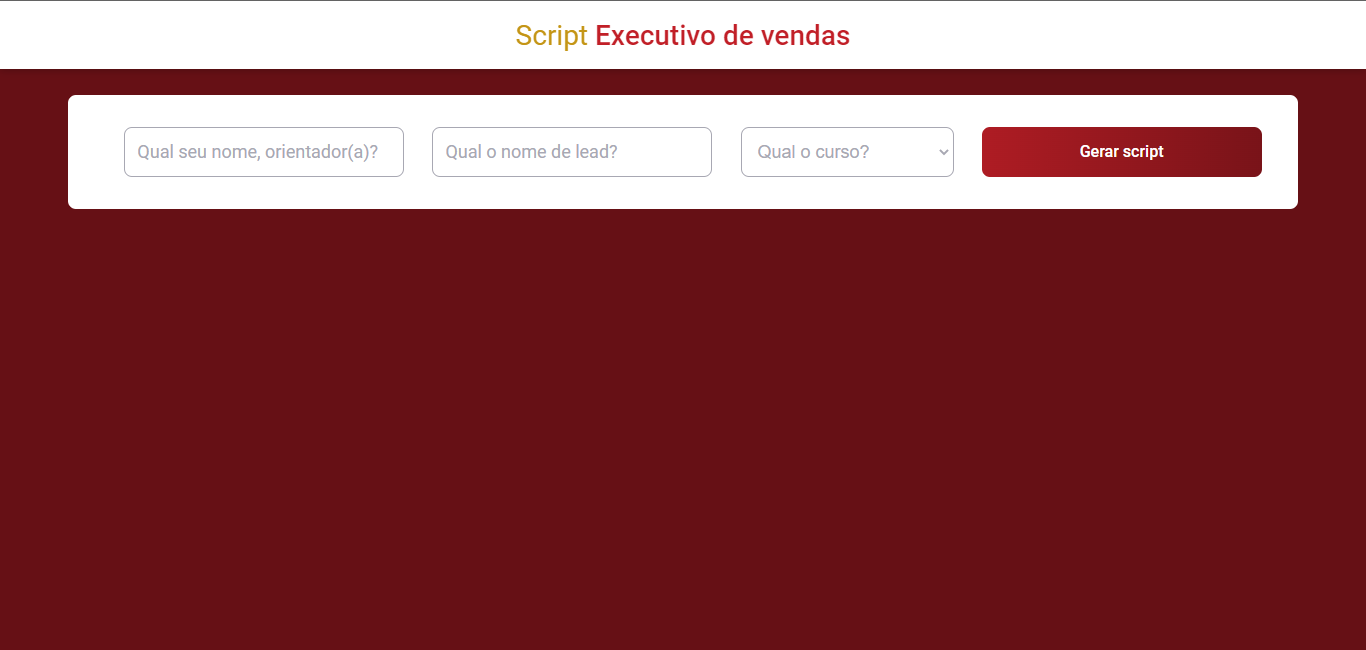 Script Executivo de vendas
Qual seu nome, orientador(a)?
Qual o nome de lead?
Qual o curso?
Gerar script